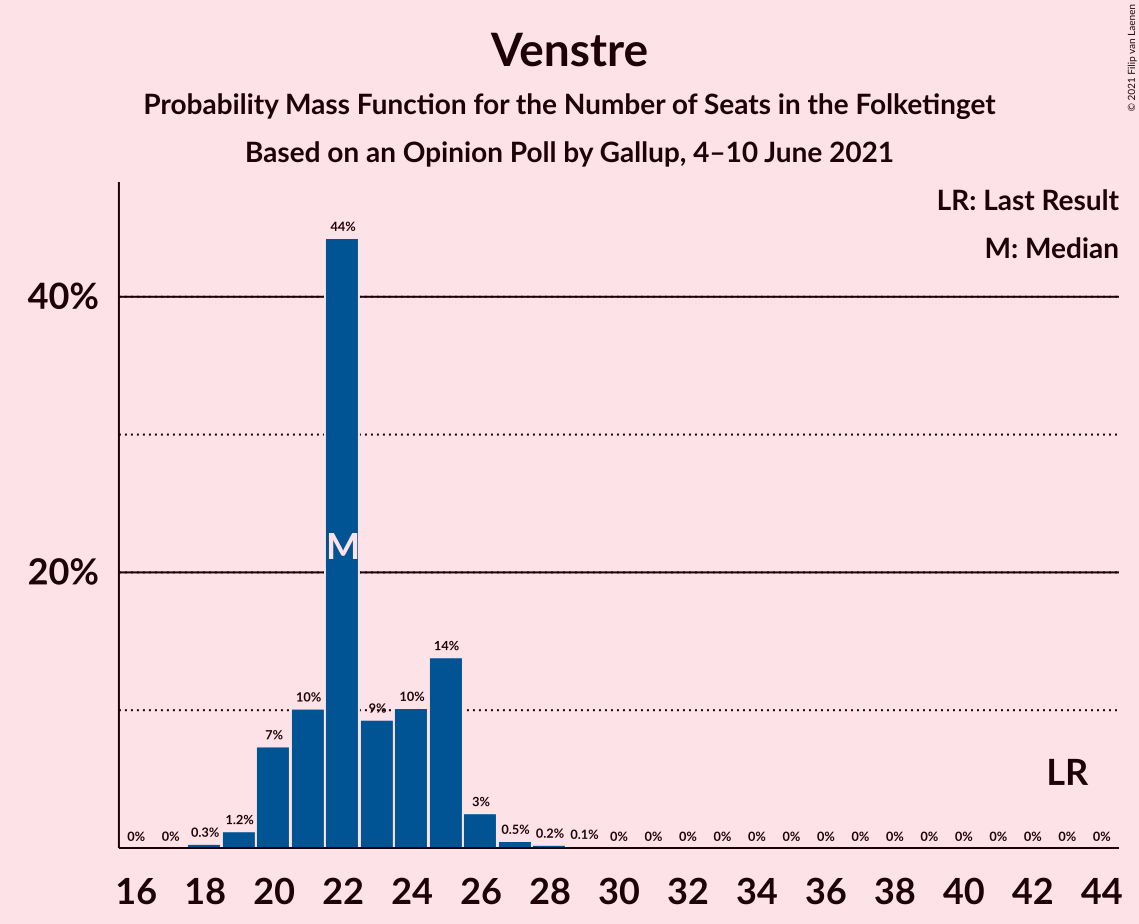 Venstre
Probability Mass Function for the Number of Seats in the Folketinget
Based on an Opinion Poll by Gallup, 4–10 June 2021
© 2021 Filip van Laenen
LR: Last Result
M: Median
44%
40%
M
20%
14%
10% 9% 10%
7%
LR
0% 0% 0.3% 1.2% 3% 0.5% 0.2% 0.1% 0% 0% 0% 0% 0% 0% 0% 0% 0% 0% 0% 0% 0% 0% 0%
16 18 20 22 24 26 28 30 32 34 36 38 40 42 44